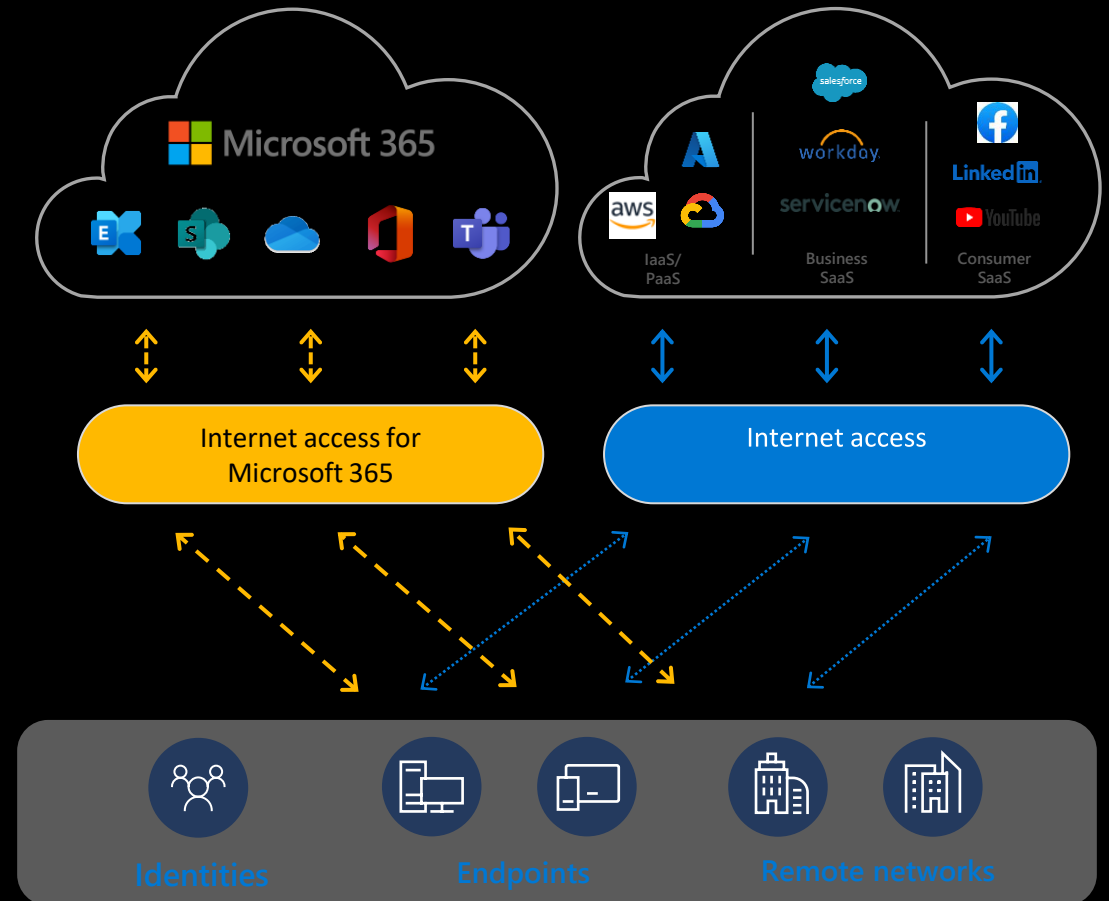 Microsoft 365
E
S
T
salesforce
workday.
aws
servicenow
LinkedIn
YouTube
IaaS/
PaaS
Business
SaaS
Consumer
SaaS
Internet access for
Microsoft 365
Internet access
Identities
Endpoints
Remote networks